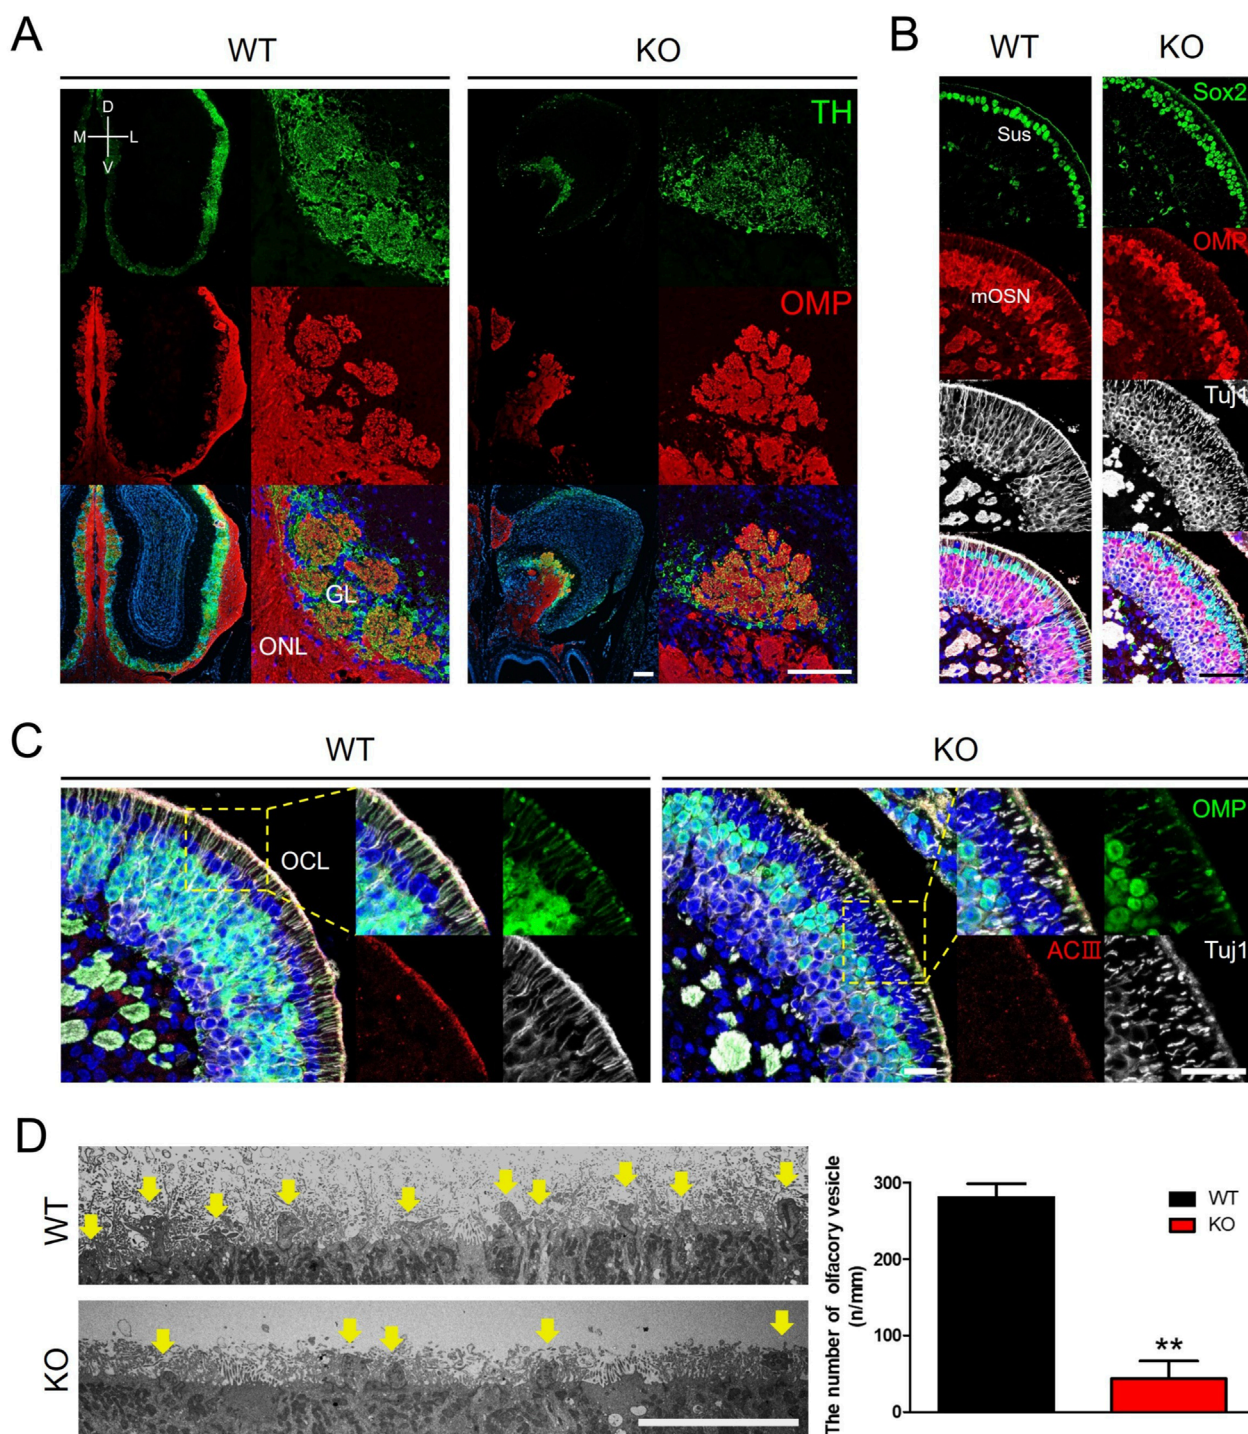 A
WT
KO
D
M
L
V
TH
OMP
GL
ONL
B
WT
KO
Sox2
Sus
OMP
mOSN
Tuj1
C
WT
KO
OCL
OMP
ACⅢ
Tuj1
D
WT
KO
The number of olfacory vesicle
(n/mm)
300
200
100
0
**
WT
KO